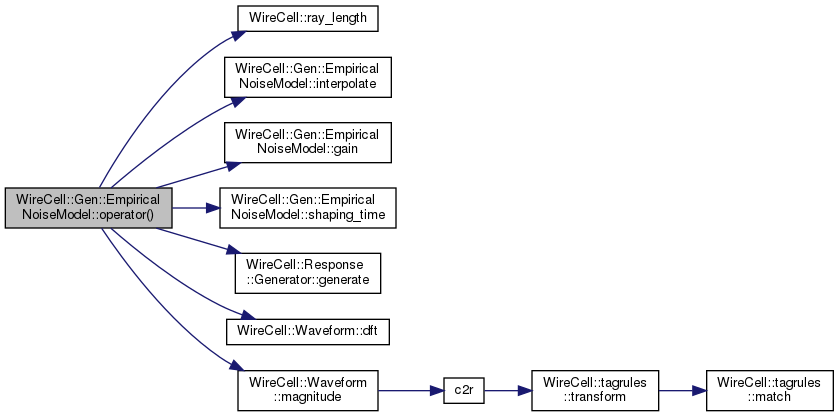 WireCell::ray_length
WireCell::Gen::Empirical
NoiseModel::interpolate
WireCell::Gen::Empirical
NoiseModel::gain
WireCell::Gen::Empirical
NoiseModel::operator()
WireCell::Gen::Empirical
NoiseModel::shaping_time
WireCell::Response
::Generator::generate
WireCell::Waveform::dft
WireCell::Waveform
::magnitude
c2r
WireCell::tagrules
::transform
WireCell::tagrules
::match